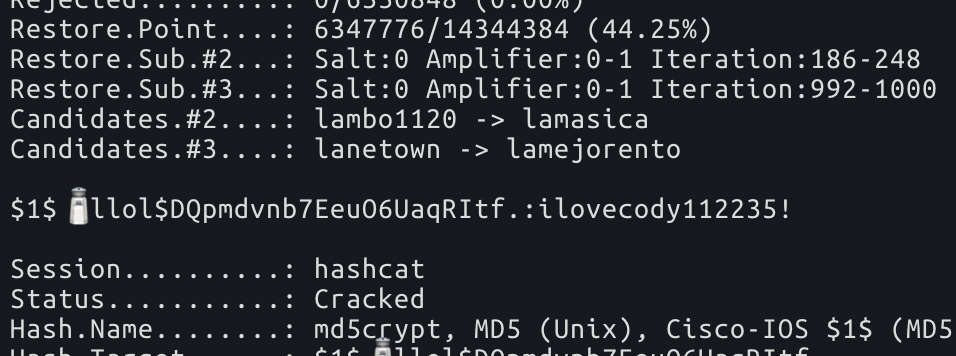 Rejected..........: 0/6350848 (0.00%)
Restore.Point....: 6347776/14344384 (44.25%)
Restore.Sub.#2...: Salt:0 Amplifier:0-1 Iteration:186-248
Restore.Sub.#3...: Salt:0 Amplifier:0-1 Iteration:992-1000
Candidates.#2....: lambo1120 -> lamasica
Candidates.#3....: lanetown -> lamejorento
$1$🧂llol$DQpmdvnb7EeuO6UaqRItf.:ilovecody112235!
Session..........: hashcat
Status...........: Cracked
Hash.Name........: md5crypt, MD5 (Unix), Cisco-IOS $1$ (MD5
Hash.Target......: $1$🧂llol$DQpmdvnb7EeuO6UaqRItf.